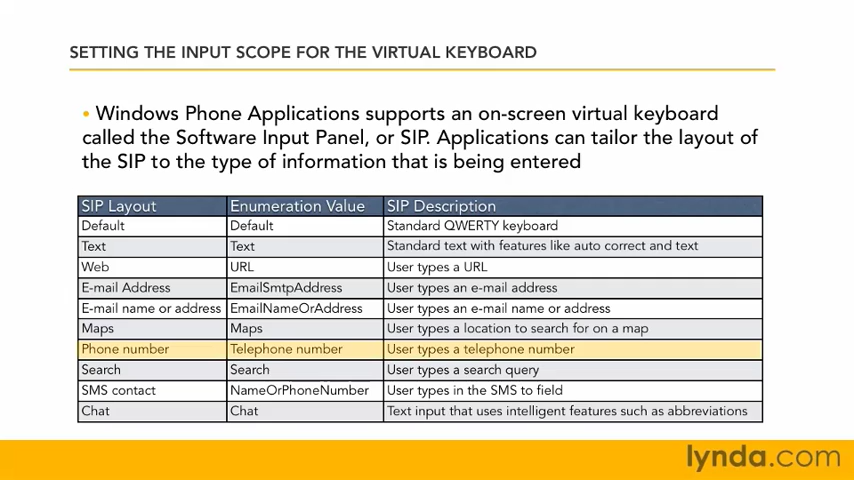 SETTING THE INPUT SCOPE FOR THE VIRTUAL KEYBOARD
• Windows Phone Applications supports an on-screen virtual keyboard
called the Software Input Panel, or SIP. Applications can tailor the layout of
the SIP to the type of information that is being entered
SIP Layout Enumeration Value SIP Description
Default Default Standard QWERTY keyboard
Text Text Standard text with features like auto correct and text
Web URL User types a URL
E-mail Address EmailSmtpAddress User types an e-mail address
E-mail name or address EmailNameOrAddress User types an e-mail name or address
Maps Maps User types a location to search for on a map
Phone number Telephone number User types a telephone number
Search Search User types a search query
SMS contact NameOrPhoneNumber User types in the SMS to field
Chat Chat Text input that uses intelligent features such as abbreviations
lynda.com